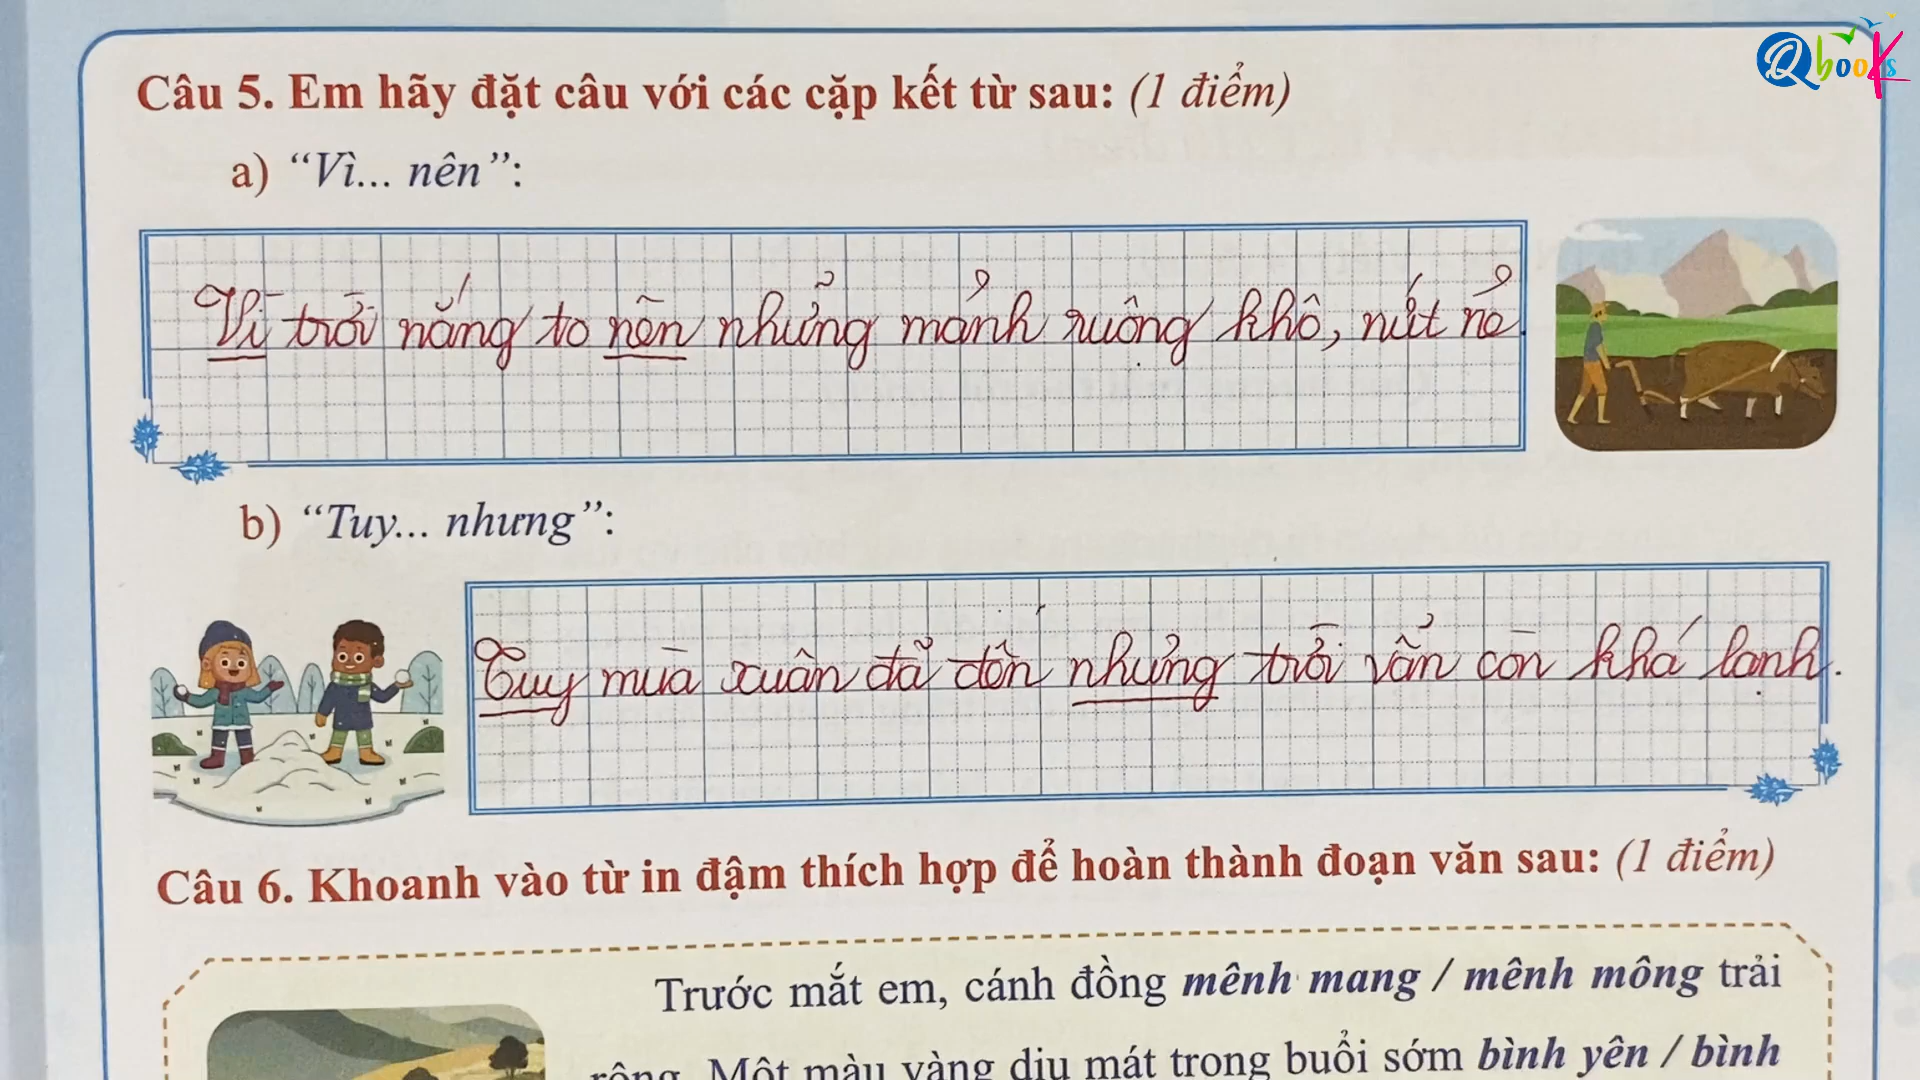 Qbooks
Câu 5. Em hãy đặt câu với các cặp kết từ sau: (1 điểm)
a) “Vì... nên”:
Vì trời nắng to nên những mảnh ruộng khô, nứt nẻ.
b) “Tuy... nhưng”:
Tuy mùa xuân đã đến nhưng trời vẫn còn khá lạnh.
Câu 6. Khoanh vào từ in đậm thích hợp để hoàn thành đoạn văn sau: (1 điểm)
Trước mắt em, cánh đồng mênh mang / mênh mông trải
rộng. Một màu vàng dịu mát trong buổi sớm bình yên / bình